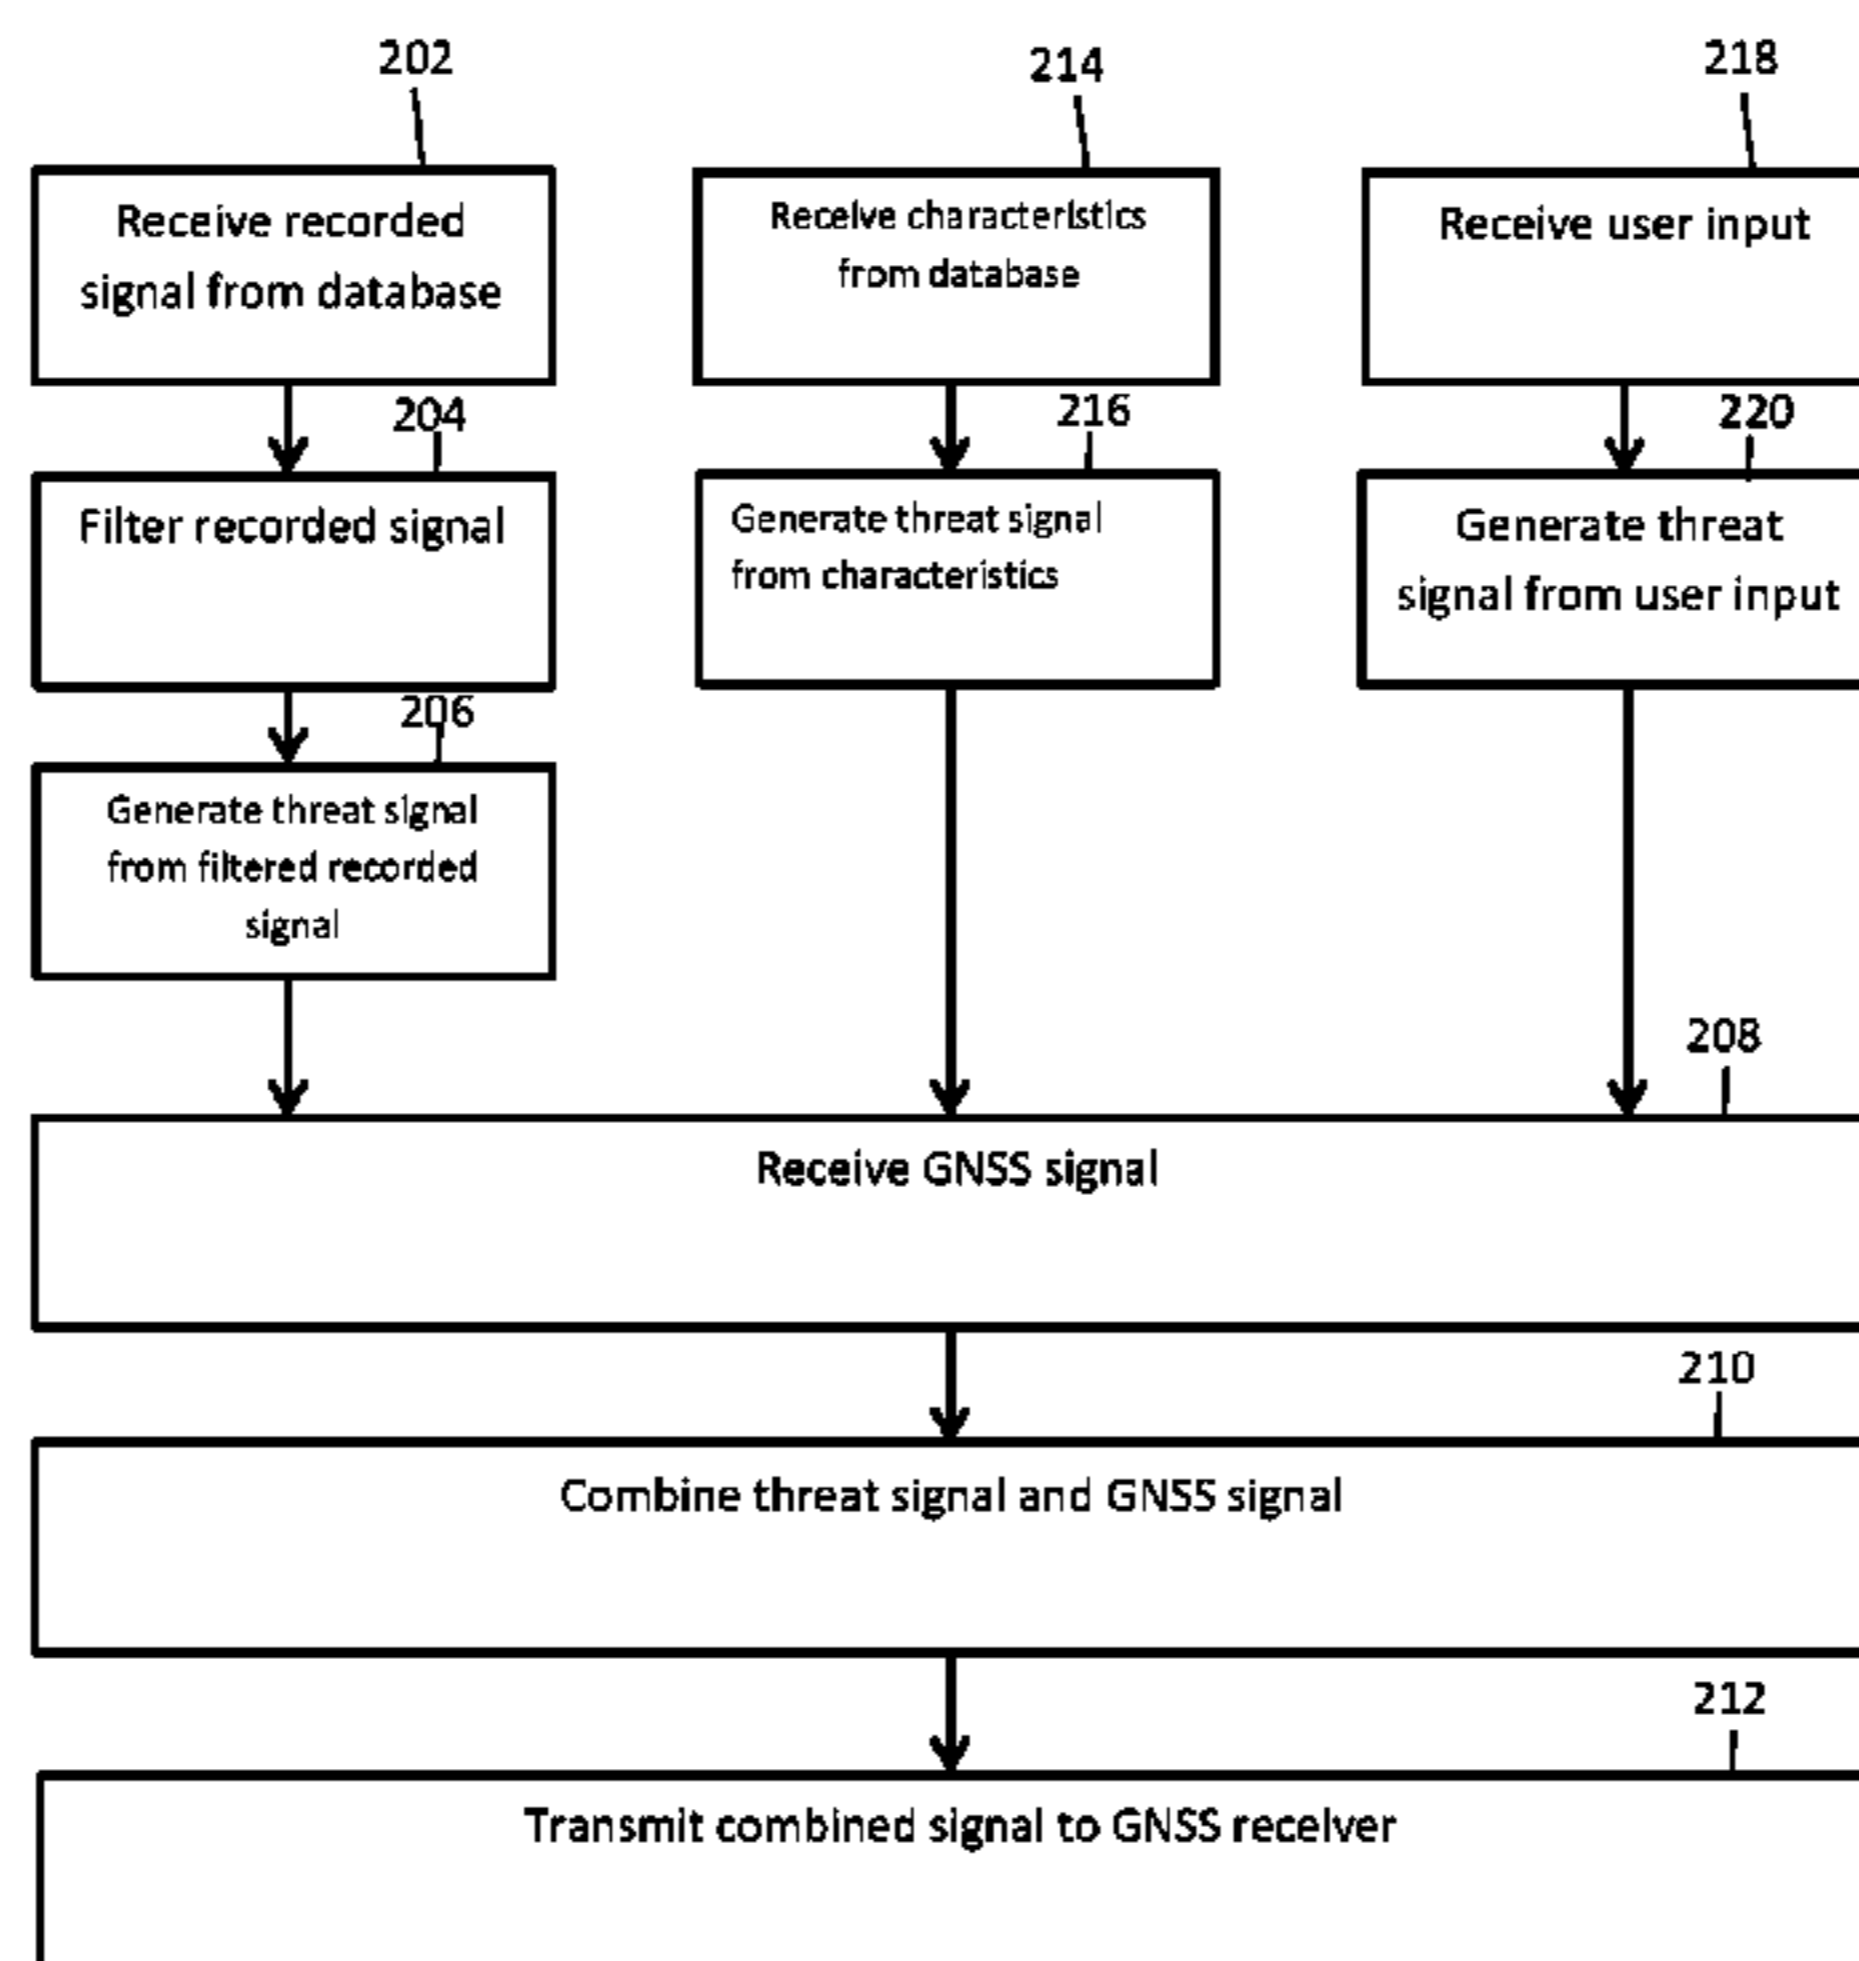 202
214
218
Receive recorded
signal from database
Receive characteristics
from database
Receive user input
204
216
220
Filter recorded signal
Generate threat signal
from characteristics
Generate threat
signal from user input
206
Generate threat signal
from filtered recorded
signal
208
Receive GNSS signal
210
Combine threat signal and GNSS signal
212
Transmit combined signal to GNSS receiver